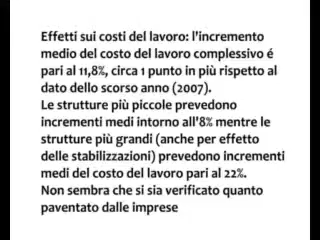 Effetti sui costi del lavoro: l'incremento
medio del costo del lavoro complessivo é
pari al 11,8%, circa 1 punto in più rispetto al
dato dello scorso anno (2007).
Le strutture più piccole prevedono
incrementi medi intorno all'8% mentre le
strutture più grandi (anche per effetto
delle stabilizzazioni) prevedono incrementi
medi del costo del lavoro pari al 22%.
Non sembra che si sia verificato quanto
paventato dalle imprese